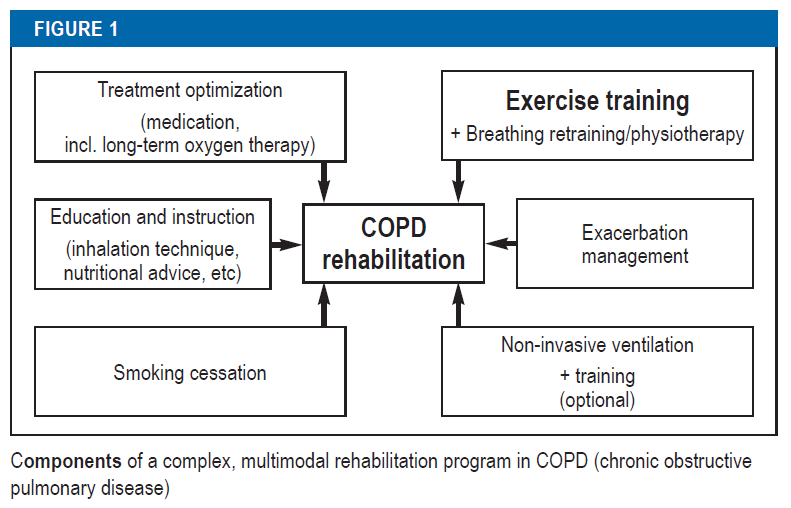 FIGURE 1
Treatment optimization
(medication,
incl. long-term oxygen therapy)
Exercise training
+ Breathing retraining/physiotherapy
Education and instruction
(inhalation technique,
nutritional advice, etc)
COPD
rehabilitation
Exacerbation
management
Smoking cessation
Non-invasive ventilation
+ training
(optional)
Components of a complex, multimodal rehabilitation program in COPD (chronic obstructive
pulmonary disease)